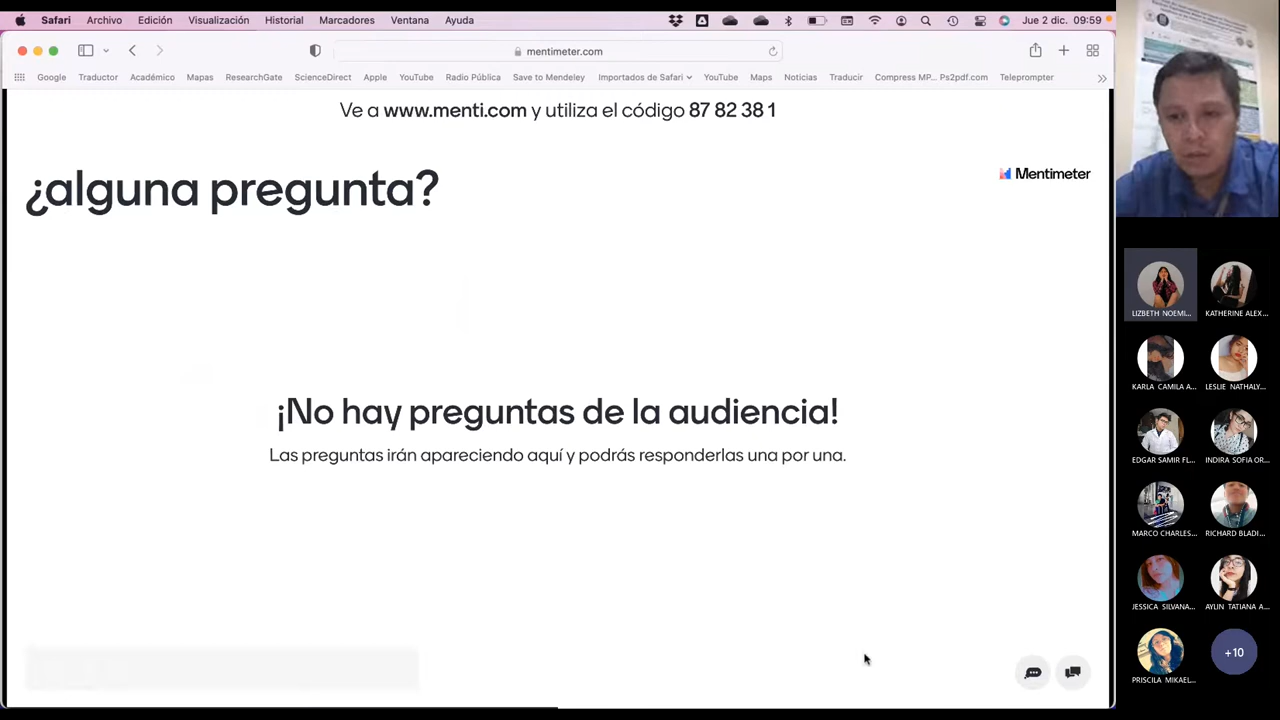 Safari Archivo Edición Visualización Historial Marcadores Ventana Ayuda Jue 2 dic. 09:59
mentimeter.com
Google Traductor Académico Mapas ResearchGate ScienceDirect Apple YouTube Radio Pública Save to Mendeley Importados de Safari YouTube Maps Noticias Traducir Compress MP... Ps2pdf.com Teleprompter
Ve a www.menti.com y utiliza el código 87 82 38 1
¿alguna pregunta?
Mentimeter
¡No hay preguntas de la audiencia!
Las preguntas irán apareciendo aquí y podrás responderlas una por una.
LIZBETH NOEMI... KATHERINE ALEX...
KARLA CAMILA A... LESLIE NATHALY...
EDGAR SAMIR FL... INDIRA SOFIA OR...
MARCO CHARLES... RICHARD BLADI...
JESSICA SILVANA... AYLIN TATIANA A...
+10
PRISCILA MIKAEL...